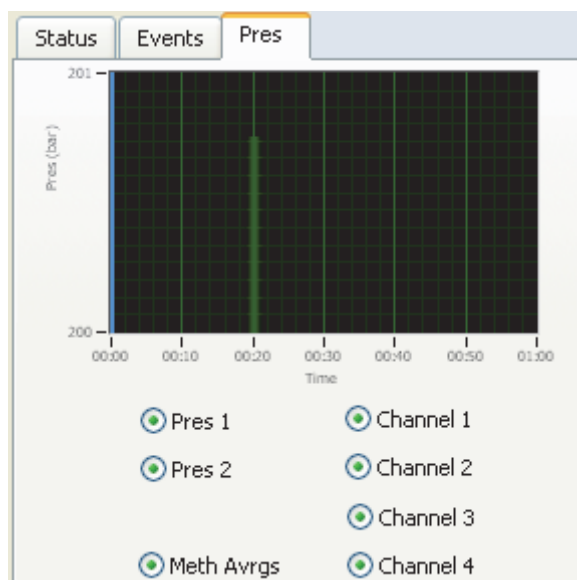 Status Events Pres
201
Pres (bar)
200
00:00 00:10 00:20 00:30 00:40 00:50 01:00
Time
Pres 1 Channel 1
Pres 2 Channel 2
Channel 3
Meth Avrgs Channel 4